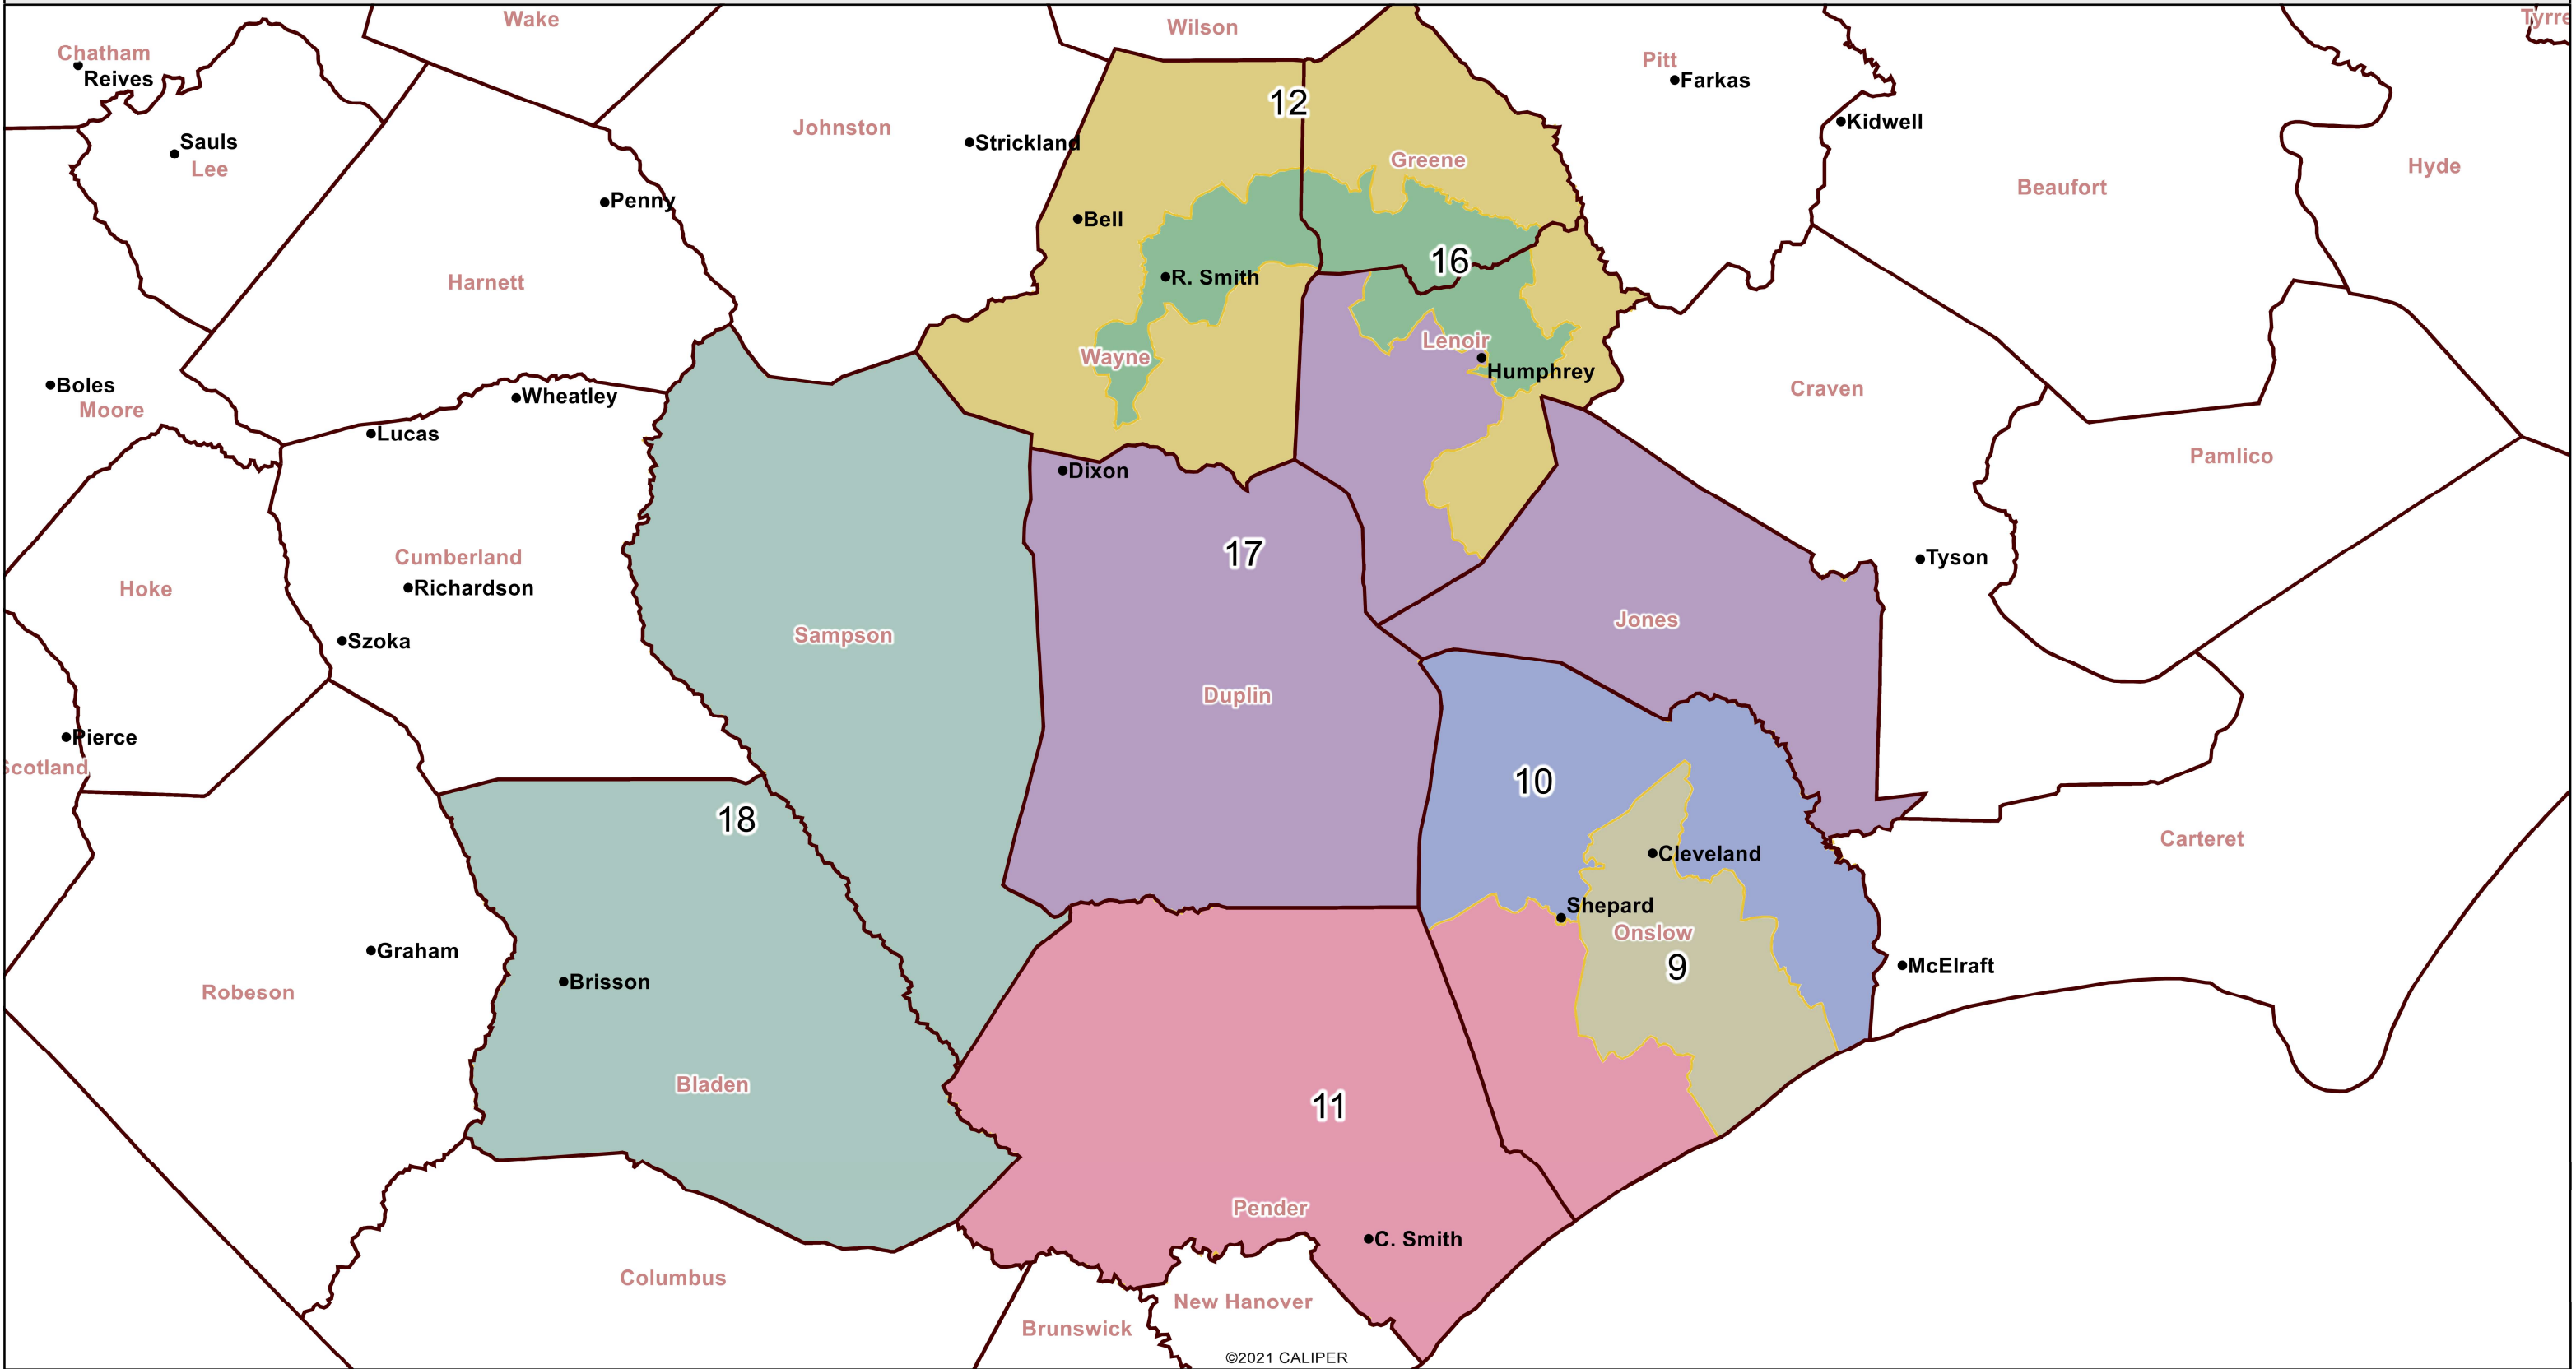 Wake
Wilson
Tyrre
Chatham
Reives
Pitt
Farkas
12
Kidwell
Johnston
Strickland
Sauls
Lee
Greene
Hyde
Beaufort
Penny
Bell
16
R. Smith
Harnett
Lenoir
Wayne
Humphrey
Boles
Moore
Wheatley
Craven
Lucas
Dixon
Pamlico
17
Cumberland
Tyson
Hoke
Richardson
Jones
Sampson
Szoka
Duplin
Pierce
Scotland
10
18
Carteret
Cleveland
Shepard
Onslow
Graham
9
McElraft
Brisson
Robeson
Bladen
11
Pender
C. Smith
Columbus
New Hanover
Brunswick
©2021 CALIPER